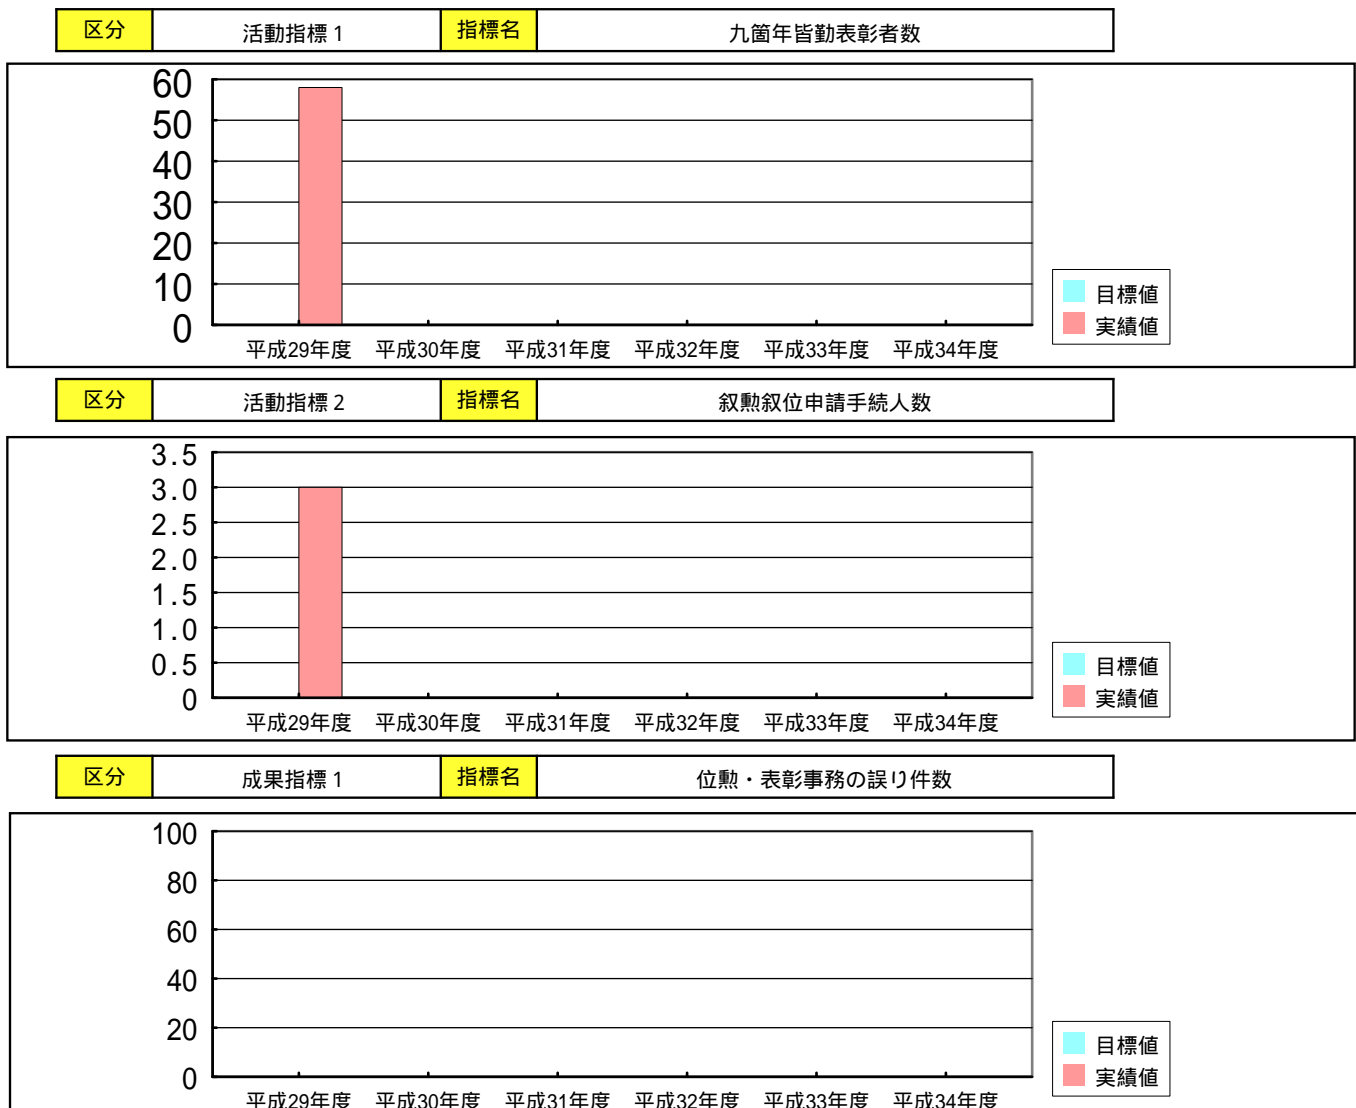 区分 活動指標1 指標名 九箇年皆勤表彰者数
60
50
40
30
20
10
0
平成29年度 平成30年度 平成31年度 平成32年度 平成33年度 平成34年度
目標値
実績値
区分 活動指標2 指標名 叙勲叙位申請手続人数
3.5
3.0
2.5
2.0
1.5
1.0
0.5
0
平成29年度 平成30年度 平成31年度 平成32年度 平成33年度 平成34年度
目標値
実績値
区分 成果指標1 指標名 位勲・表彰事務の誤り件数
100
80
60
40
20
0
平成29年度 平成30年度 平成31年度 平成32年度 平成33年度 平成34年度
目標値
実績値